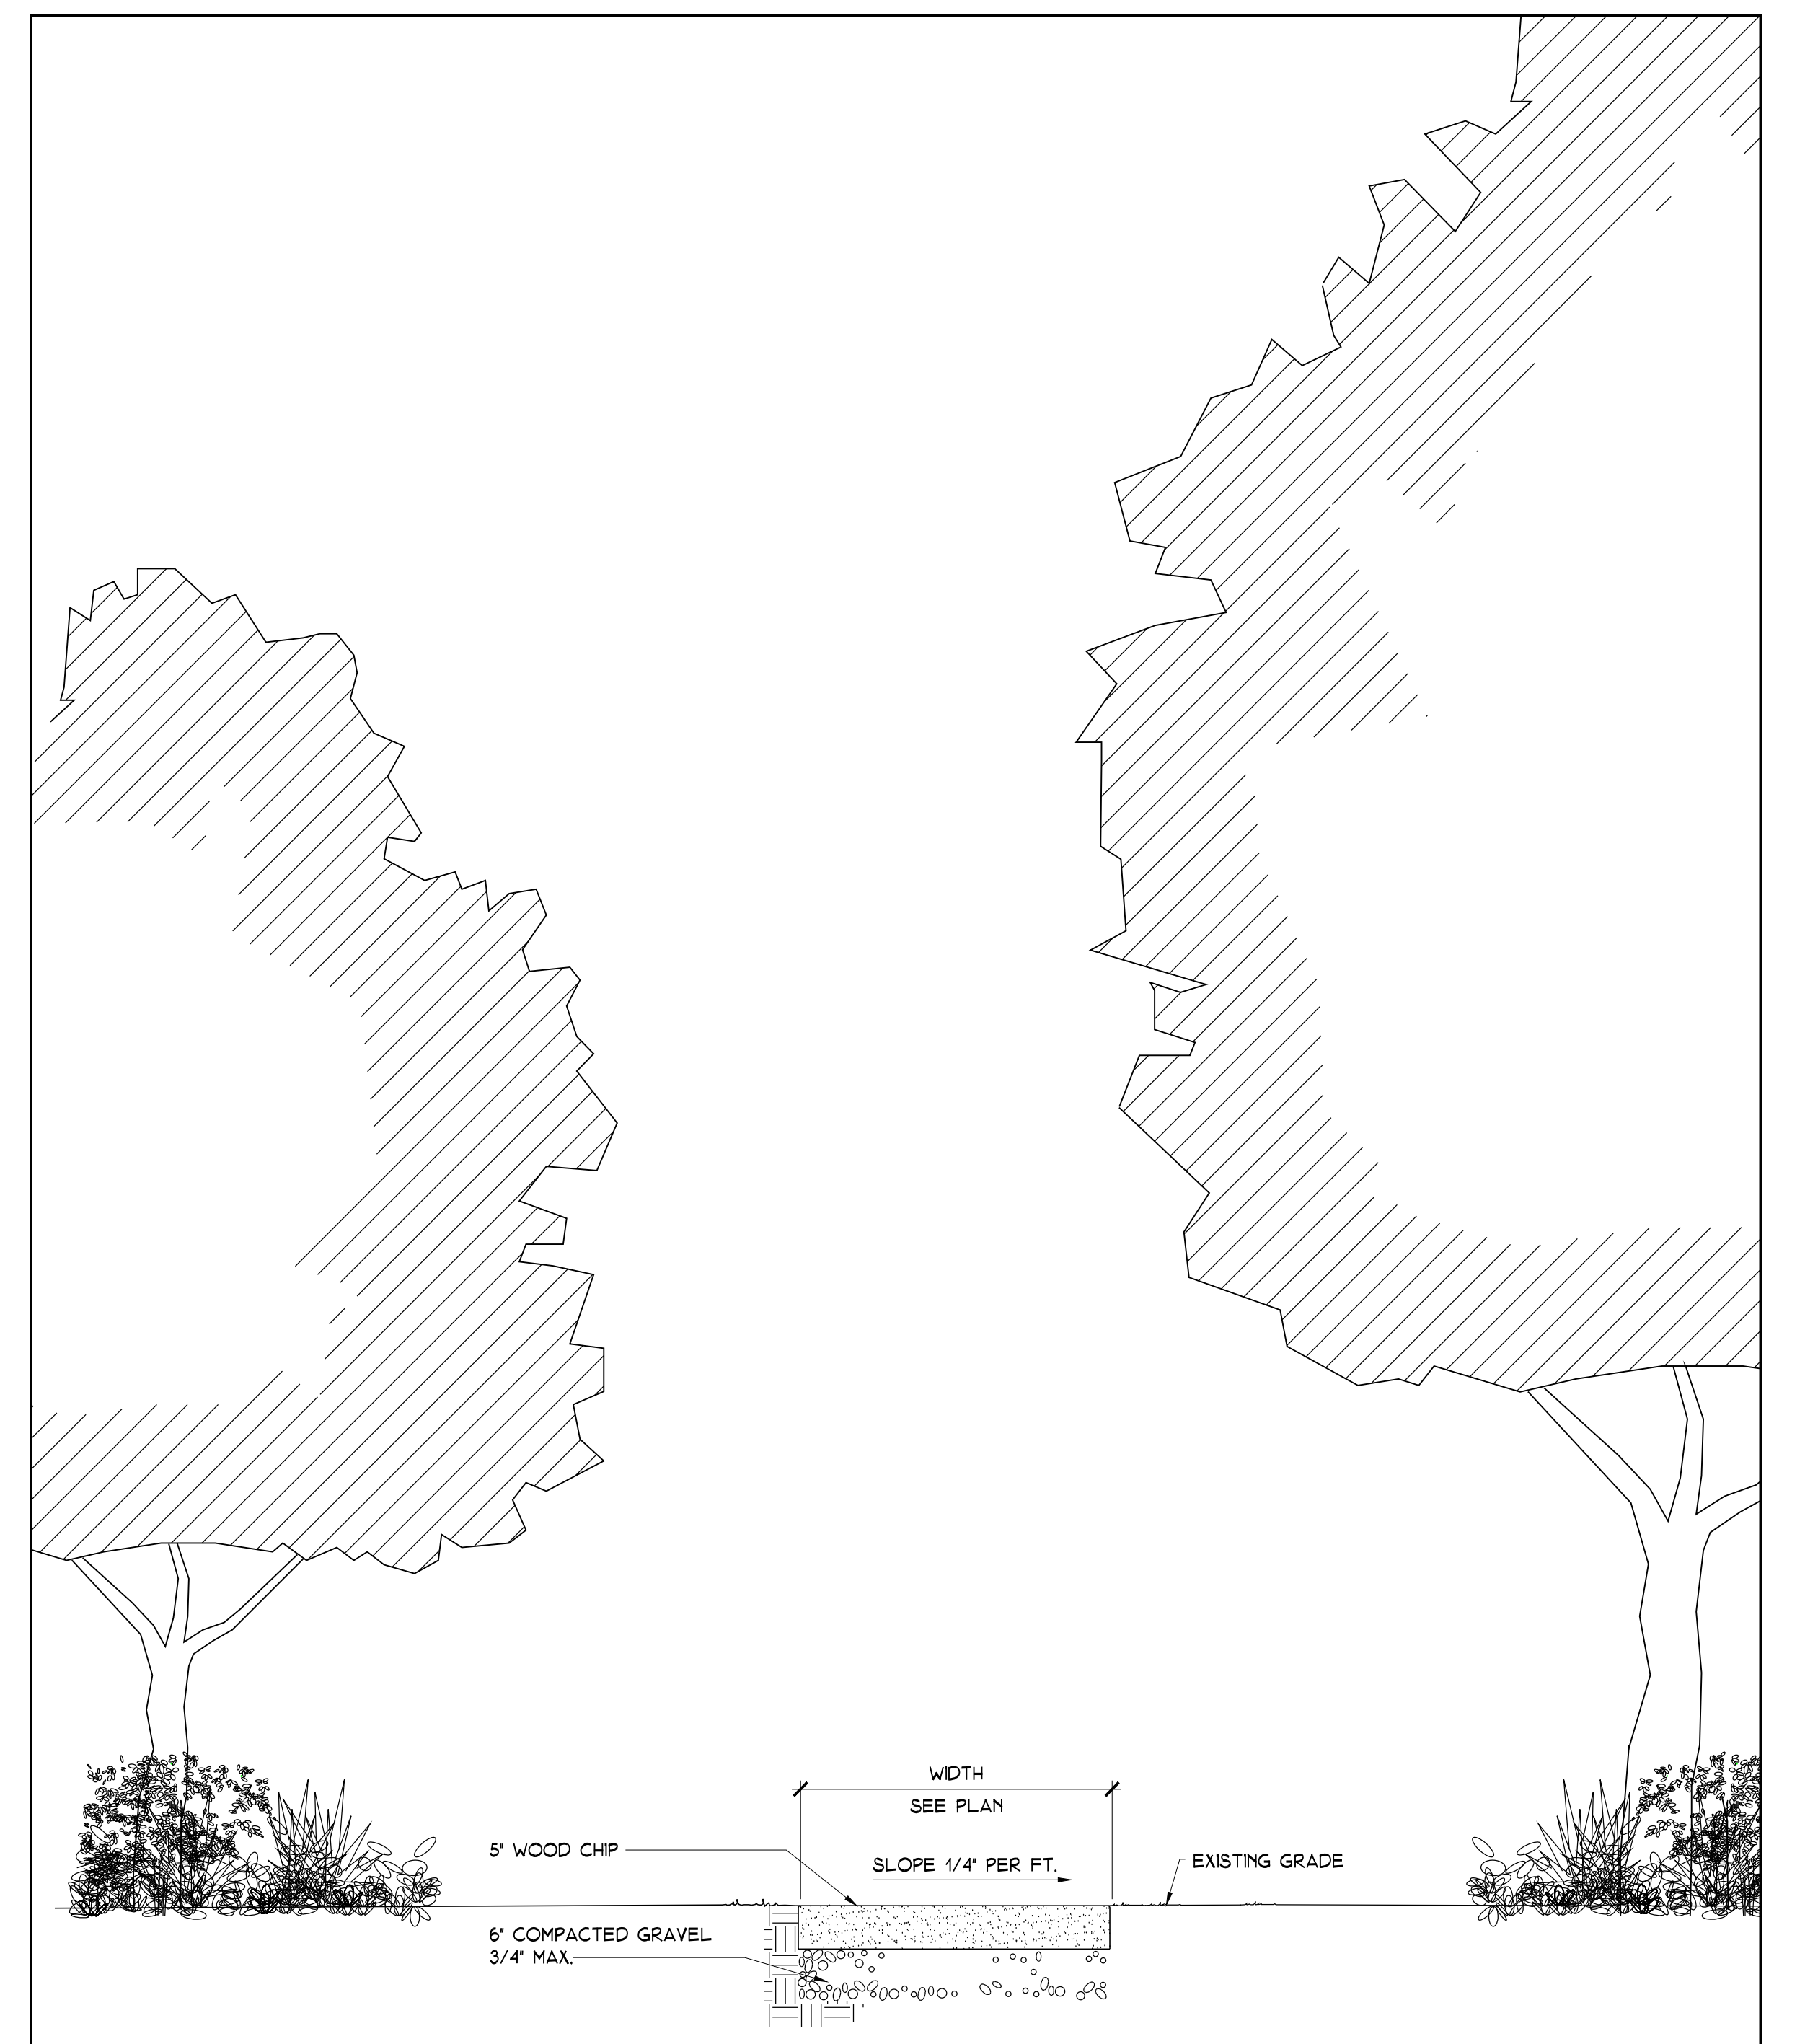 WIDTH
SEE PLAN
5" WOOD CHIP
SLOPE 1/4" PER FT.
EXISTING GRADE
6" COMPACTED GRAVEL
3/4" MAX.